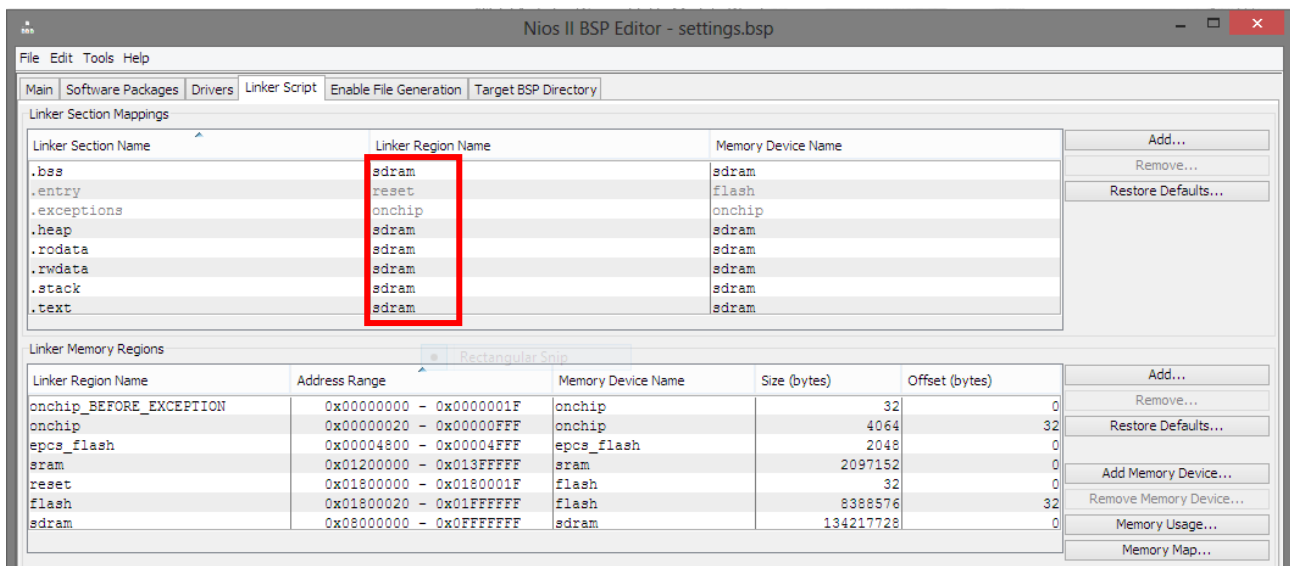 Nios II BSP Editor - settings.bsp
File Edit Tools Help
Main Software Packages Drivers Linker Script Enable File Generation Target BSP Directory
Linker Section Mappings
Linker Section Name Linker Region Name Memory Device Name Add...
.bss sdram sdram Remove...
.entry reset flash Restore Defaults...
.exceptions onchip onchip
.heap sdram sdram
.rodata sdram sdram
.rwdata sdram sdram
.stack sdram sdram
.text sdram sdram
Linker Memory Regions
Rectangular Snip
Linker Region Name Address Range Memory Device Name Size (bytes) Offset (bytes) Add...
onchip_BEFORE_EXCEPTION 0x00000000 - 0x0000001F onchip 32 0 Remove...
onchip 0x00000020 - 0x00000FFF onchip 4064 32 Restore Defaults...
epcs_flash 0x00004800 - 0x00004FFF epcs_flash 2048 0
sram 0x01200000 - 0x013FFFFF sram 2097152 0 Add Memory Device...
reset 0x01800000 - 0x0180001F flash 32 0 Remove Memory Device...
flash 0x01800020 - 0x01FFFFFF flash 8388576 32
sdram 0x08000000 - 0x0FFFFFFF sdram 134217728 0 Memory Usage...
Memory Map...